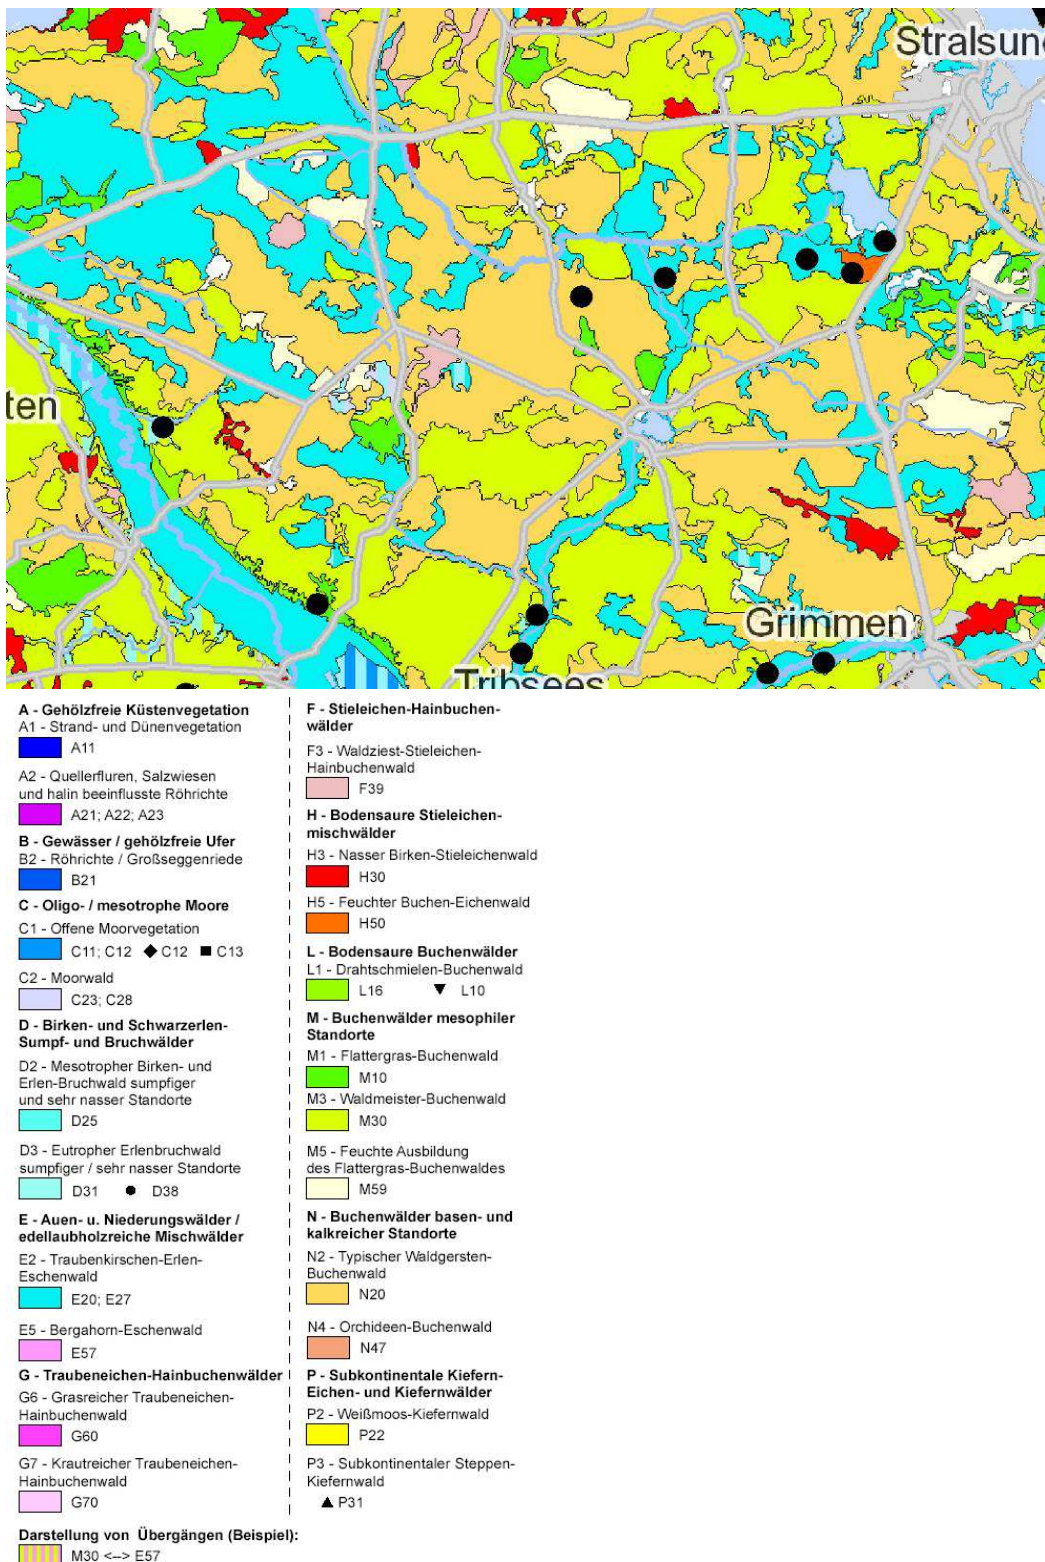 Stralsun
ten
Grimmen
Tribsees
A - Gehölzfreie Küstenvegetation
A1 - Strand- und Dünenvegetation
A11
A2 - Quellerfluren, Salzwiesen
und halin beeinflusste Röhrichte
A21; A22; A23
B - Gewässer / gehölzfreie Ufer
B2 - Röhrichte / Großseggenriede
B21
C - Oligo- / mesotrophe Moore
C1 - Offene Moorvegetation
C11; C12 C12 C13
C2 - Moorwald
C23; C28
D - Birken- und Schwarzerlen-
Sumpf- und Bruchwälder
D2 - Mesotropher Birken- und
Erlen-Bruchwald sumpfiger
und sehr nasser Standorte
D25
D3 - Eutropher Erlenbruchwald
sumpfiger / sehr nasser Standorte
D31 D38
E - Auen- u. Niederungswälder /
edellaubholzreiche Mischwälder
E2 - Traubenkirschen-Erlen-
Eschenwald
E20; E27
E5 - Bergahorn-Eschenwald
E57
G - Traubeneichen-Hainbuchenwälder
G6 - Grasreicher Traubeneichen-
Hainbuchenwald
G60
G7 - Krautreicher Traubeneichen-
Hainbuchenwald
G70
Darstellung von Übergängen (Beispiel):
M30 <--> E57
F - Stieleichen-Hainbuchen-
wälder
F3 - Waldziest-Stieleichen-
Hainbuchenwald
F39
H - Bodensaure Stieleichen-
mischwälder
H3 - Nasser Birken-Stieleichenwald
H30
H5 - Feuchter Buchen-Eichenwald
H50
L - Bodensaure Buchenwälder
L1 - Drahtschmielen-Buchenwald
L16 L10
M - Buchenwälder mesophiler
Standorte
M1 - Flattergras-Buchenwald
M10
M3 - Waldmeister-Buchenwald
M30
M5 - Feuchte Ausbildung
des Flattergras-Buchenwaldes
M59
N - Buchenwälder basen- und
kalkreicher Standorte
N2 - Typischer Waldgersten-
Buchenwald
N20
N4 - Orchideen-Buchenwald
N47
P - Subkontinentale Kiefern-
Eichen- und Kiefernwälder
P2 - Weißmoos-Kiefernwald
P22
P3 - Subkontinentaler Steppen-
Kiefernwald
P31